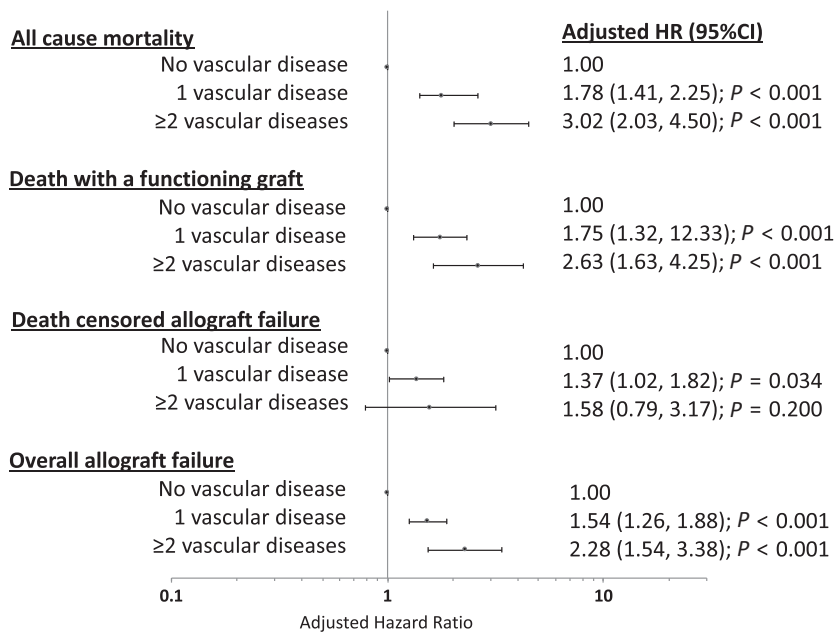 Adjusted HR (95%CI)
All cause mortality
No vascular disease 1.00
1 vascular disease 1.78 (1.41, 2.25); P < 0.001
≥2 vascular diseases 3.02 (2.03, 4.50); P < 0.001
Death with a functioning graft
No vascular disease 1.00
1 vascular disease 1.75 (1.32, 12.33); P < 0.001
≥2 vascular diseases 2.63 (1.63, 4.25); P < 0.001
Death censored allograft failure
No vascular disease 1.00
1 vascular disease 1.37 (1.02, 1.82); P = 0.034
≥2 vascular diseases 1.58 (0.79, 3.17); P = 0.200
Overall allograft failure
No vascular disease 1.00
1 vascular disease 1.54 (1.26, 1.88); P < 0.001
≥2 vascular diseases 2.28 (1.54, 3.38); P < 0.001
0.1 1 10
Adjusted Hazard Ratio